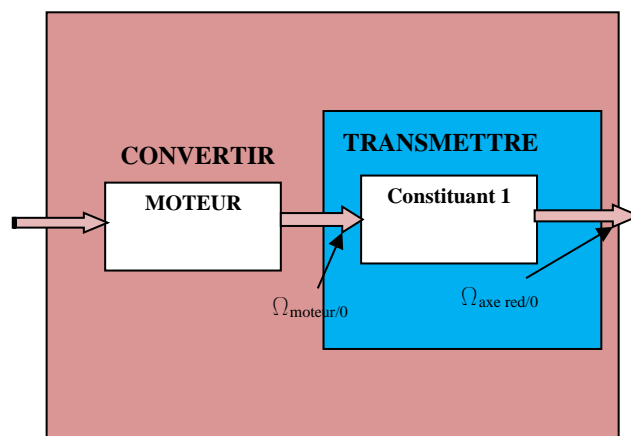 TRANSMETTRE
CONVERTIR
MOTEUR
Constituant 1
Ωmoteur/0
Ωaxe red/0